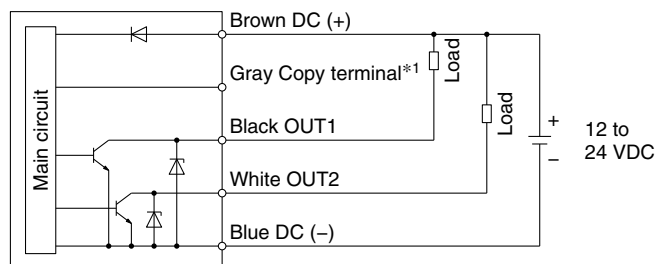 Brown DC (+)
Gray Copy terminal*1
Black OUT1
White OUT2
Blue DC (−)
Main circuit
Load
Load
+
−
12 to
24 VDC